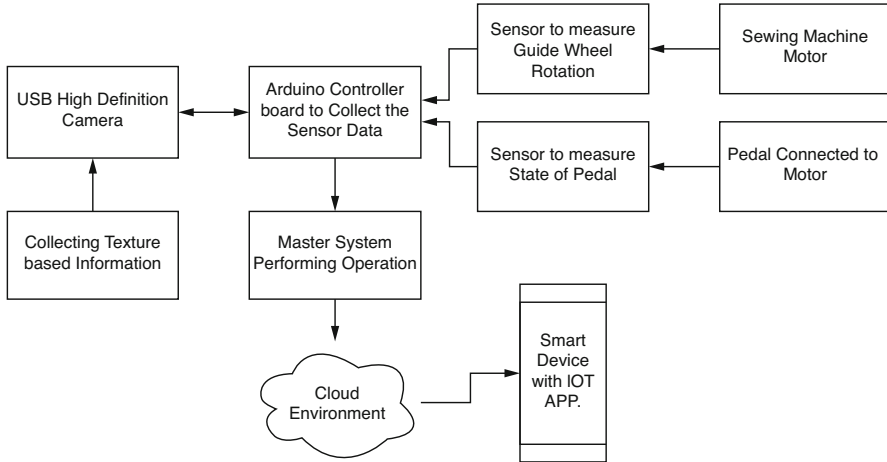 Sensor to measure
Guide Wheel
Rotation
Sewing Machine
Motor
USB High Definition
Camera
Arduino Controller
board to Collect the
Sensor Data
Sensor to measure
State of Pedal
Pedal Connected to
Motor
Collecting Texture
based Information
Master System
Performing Operation
Smart
Device
with IOT
APP.
Cloud
Environment